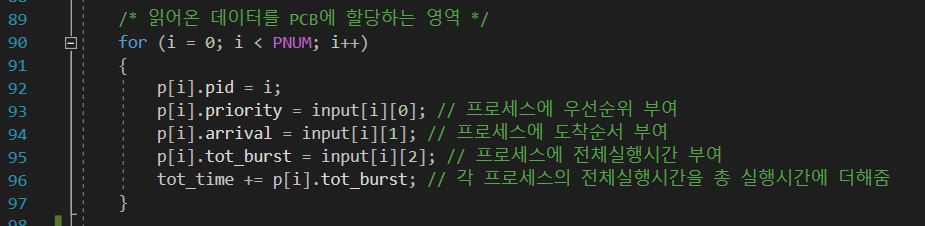 89 /* 읽어온 데이터를 PCB에 할당하는 영역 */
90 for (i = 0; i < PNUM; i++)
91 {
92 p[i].pid = i;
93 p[i].priority = input[i][0]; // 프로세스에 우선순위 부여
94 p[i].arrival = input[i][1]; // 프로세스에 도착순서 부여
95 p[i].tot_burst = input[i][2]; // 프로세스에 전체실행시간 부여
96 tot_time += p[i].tot_burst; // 각 프로세스의 전체실행시간을 총 실행시간에 더해줌
97 }